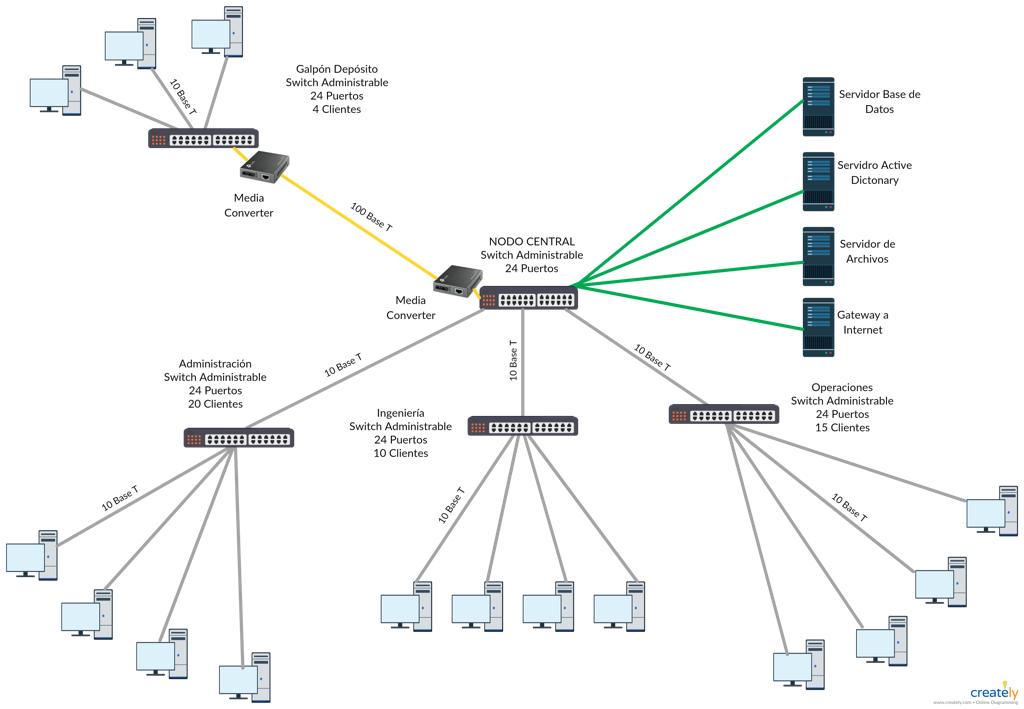 10 Base T
Galpón Depósito
Switch Administrable
24 Puertos
4 Clientes
Media
Converter
100 Base T
Servidor Base de
Datos
Servidro Active
Dictonary
Servidor de
Archivos
Gateway a
Internet
NODO CENTRAL
Switch Administrable
24 Puertos
Media
Converter
10 Base T
10 Base T
10 Base T
Administración
Switch Administrable
24 Puertos
20 Clientes
Ingeniería
Switch Administrable
24 Puertos
10 Clientes
Operaciones
Switch Administrable
24 Puertos
15 Clientes
10 Base T
10 Base T
10 Base T
creately
www.creately.com • Online Diagramming